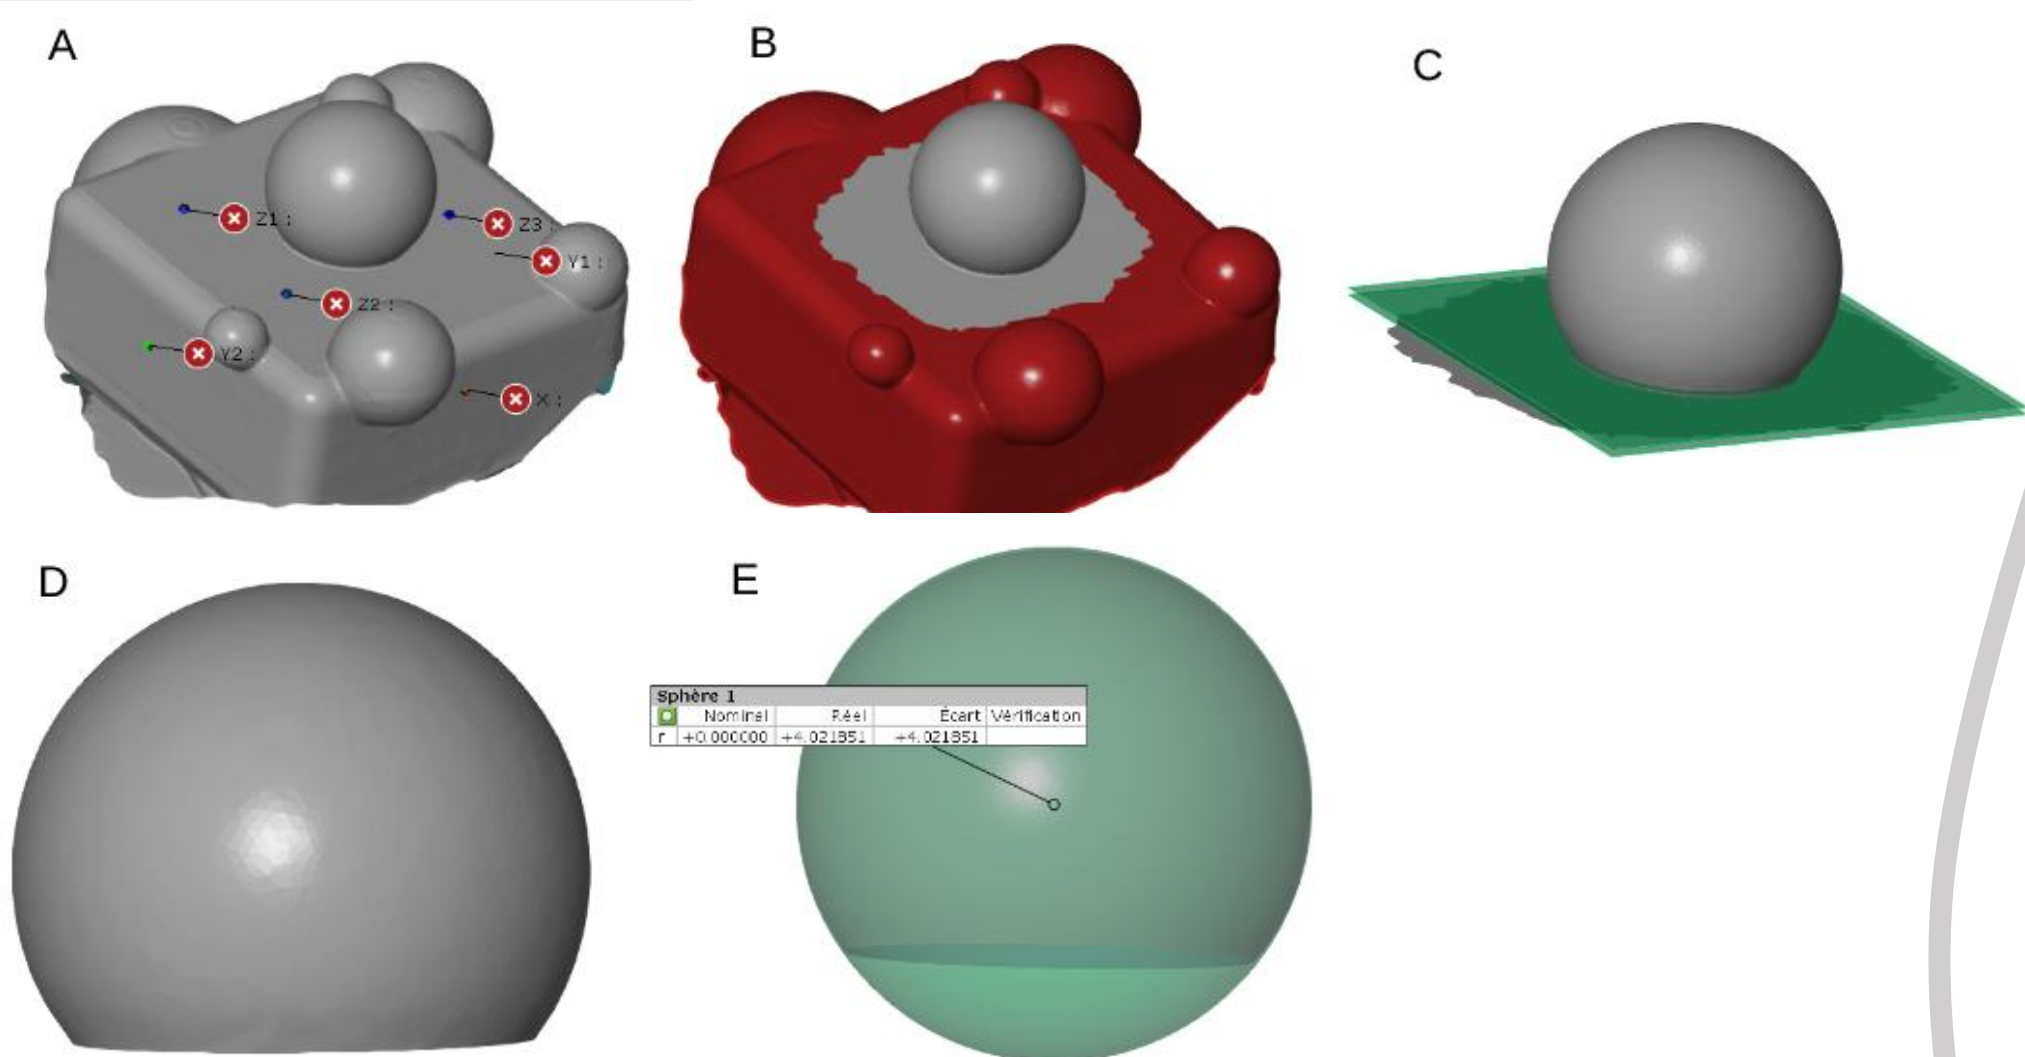 A
B
C
Z1 :
Z3 :
Y1 :
Z2 :
Y2 :
X :
D
E
Sphère 1
Nominal Réel Écart Vérification
r +0.000000 +4.021851 +4.021851